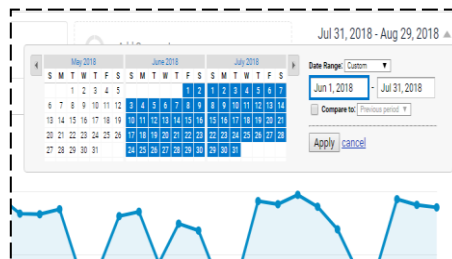 Jul 31, 2018 - Aug 29, 2018
May 2018 June 2018 July 2018
S M T W T F S S M T W T F S S M T W T F S
1 2 3 4 5 1 2 1 2 3 4 5 6 7
6 7 8 9 10 11 12 3 4 5 6 7 8 9 8 9 10 11 12 13 14
13 14 15 16 17 18 19 10 11 12 13 14 15 16 15 16 17 18 19 20 21
20 21 22 23 24 25 26 17 18 19 20 21 22 23 22 23 24 25 26 27 28
27 28 29 30 31 24 25 26 27 28 29 30 29 30 31
Date Range: Custom
Jun 1, 2018 - Jul 31, 2018
Compare to: Previous period
Apply cancel